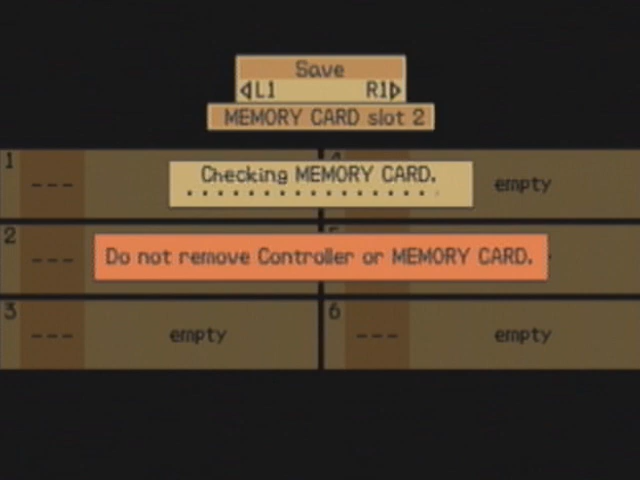 Save
L1 R1
MEMORY CARD slot 2
1
Checking MEMORY CARD.
................
--- empty
2
Do not remove Controller or MEMORY CARD.
---
3 6
--- empty --- empty